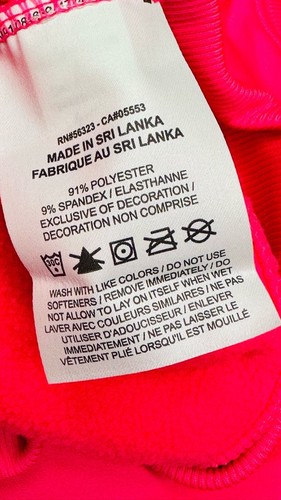 RN#56323 - CA#05553
MADE IN SRI LANKA
FABRIQUE AU SRI LANKA
91% POLYESTER
9% SPANDEX / ELASTHANNE
EXCLUSIVE OF DECORATION /
DECORATION NON COMPRISE
WASH WITH LIKE COLORS / DO NOT USE
SOFTENERS / REMOVE IMMEDIATELY / DO
NOT ALLOW TO LAY ON ITSELF WHEN WET
LAVER AVEC COULEURS SIMILAIRES / NE PAS
UTILISER D'ADOUCISSEUR / ENLEVER
IMMEDIATEMENT / NE PAS LAISSER LE
VÊTEMENT PLIÉ LORSQU'IL EST MOUILLÉ